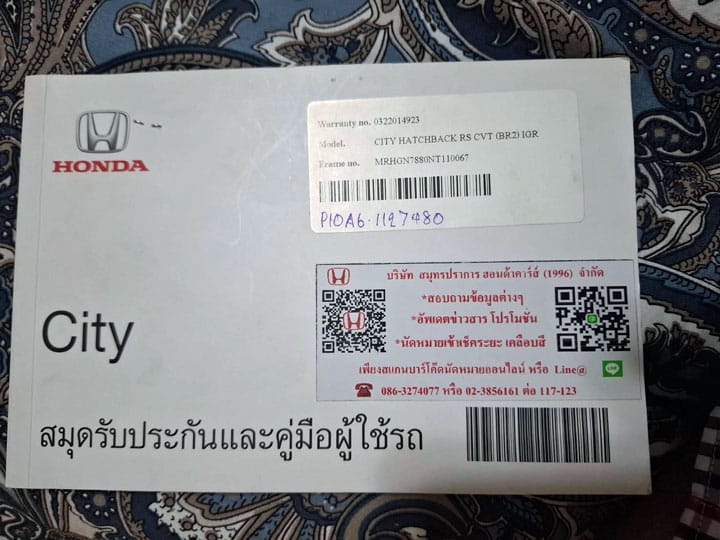 HONDA
Warranty no. 0322014923
Model. CITY HATCHBACK RS CVT (BR2) IGR
Frame no. MRHGN7880NT110067
P10A6-1127480
บริษัท สมุทรปราการ ฮอนด้าคาร์ส์ (1996) จำกัด
*สอบถามข้อมูลต่างๆ
*อัพเดตข่าวสาร โปรโมชั่น
*นัดหมายเข้าเช็คระยะ เคลือบสี
เพียงสแกนบาร์โค๊ดนัดหมายออนไลน์ หรือ Line@
086-3274077 หรือ 02-3856161 ต่อ 117-123
City
สมุดรับประกันและคู่มือผู้ใช้รถ